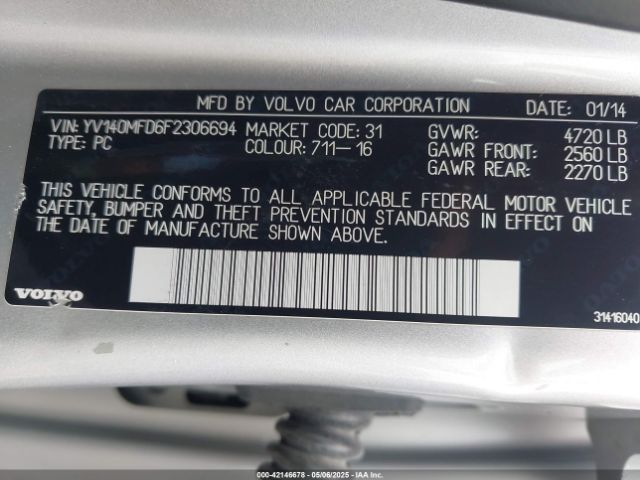 MFD BY VOLVO CAR CORPORATION DATE: 01/14
VIN: YV140MFD6F2306694 MARKET CODE: 31 GVWR: 4720 LB
TYPE: PC COLOUR: 711-16 GAWR FRONT: 2560 LB
GAWR REAR: 2270 LB
THIS VEHICLE CONFORMS TO ALL APPLICABLE FEDERAL MOTOR VEHICLE
SAFETY, BUMPER AND THEFT PREVENTION STANDARDS IN EFFECT ON
THE DATE OF MANUFACTURE SHOWN ABOVE.
VOLVO 31416040
000-42146678 | 05/06/2025 | IAA Inc.